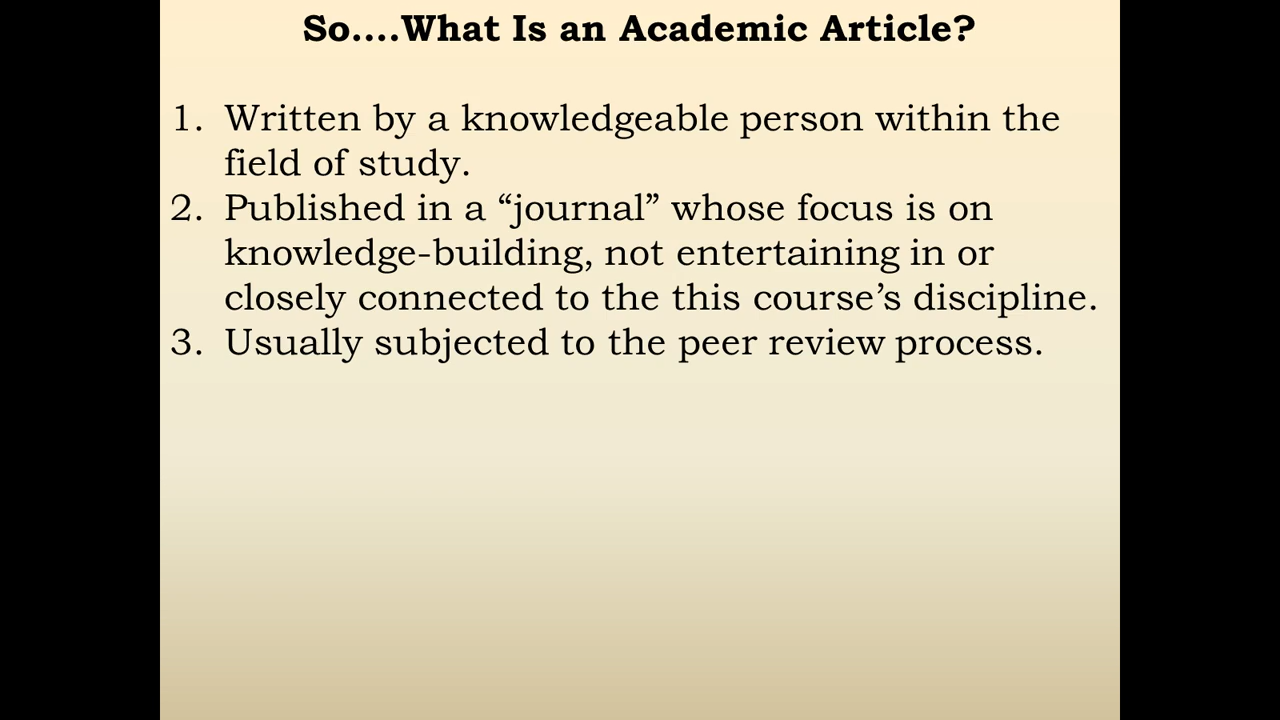 So....What Is an Academic Article?
1. Written by a knowledgeable person within the
field of study.
2. Published in a “journal” whose focus is on
knowledge-building, not entertaining in or
closely connected to the this course’s discipline.
3. Usually subjected to the peer review process.